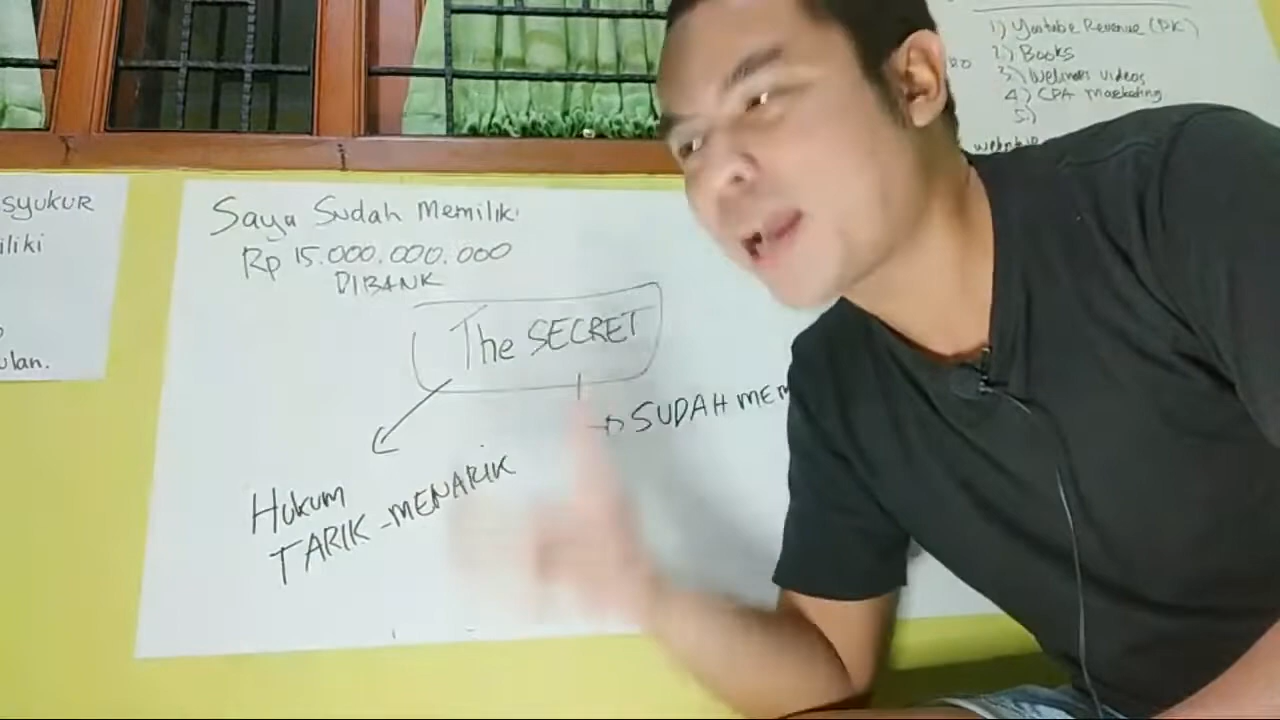 SYUKUR
iliki
ulan.
Saya Sudah Memiliki
Rp 15.000.000.000
DIBANK
The SECRET
SUDAH MEM
Hukum
TARIK-MENARIK
1) Youtube Revenue (DK)
2) Books
3) Webinars videos
4) CPA Marketing
5)